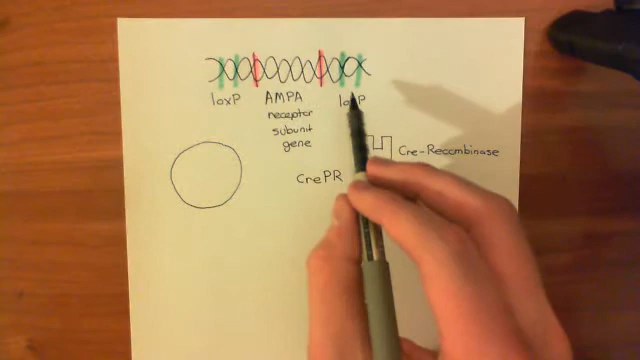 loxP AMPA loxP
receptor
subunit
gene
Cre-Recombinase
CrePR